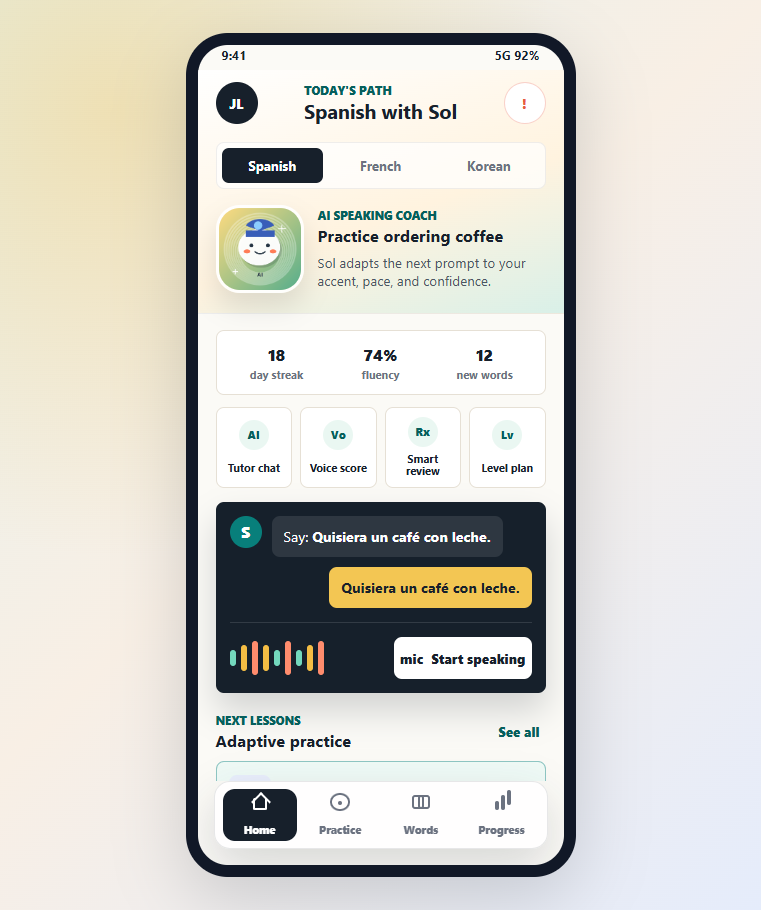 9:41
5G 92%
JL
TODAY'S PATH
Spanish with Sol
!
Spanish
French
Korean
AI
AI SPEAKING COACH
Practice ordering coffee
Sol adapts the next prompt to your
accent, pace, and confidence.
18
day streak
74%
fluency
12
new words
AI
Tutor chat
Vo
Voice score
Rx
Smart
review
Lv
Level plan
S
Say: Quisiera un café con leche.
Quisiera un café con leche.
mic Start speaking
NEXT LESSONS
Adaptive practice
See all
Home
Practice
Words
Progress